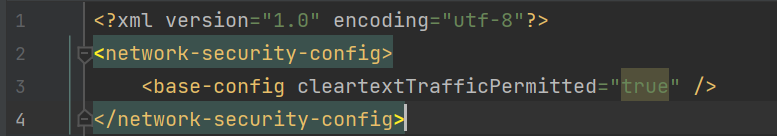 1 <?xml version="1.0" encoding="utf-8"?>
2 <network-security-config>
3 <base-config cleartextTrafficPermitted="true" />
4 </network-security-config>